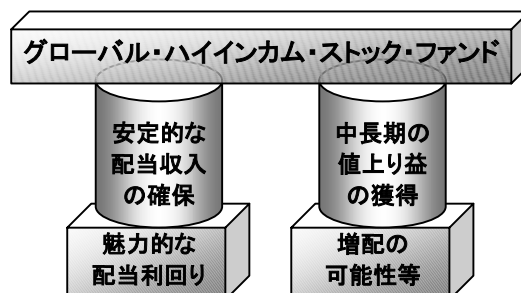 グローバル・ハイインカム・ストック・ファンド
安定的な
配当収入
の確保
中長期の
値上り益
の獲得
魅力的な
配当利回り
増配の
可能性等